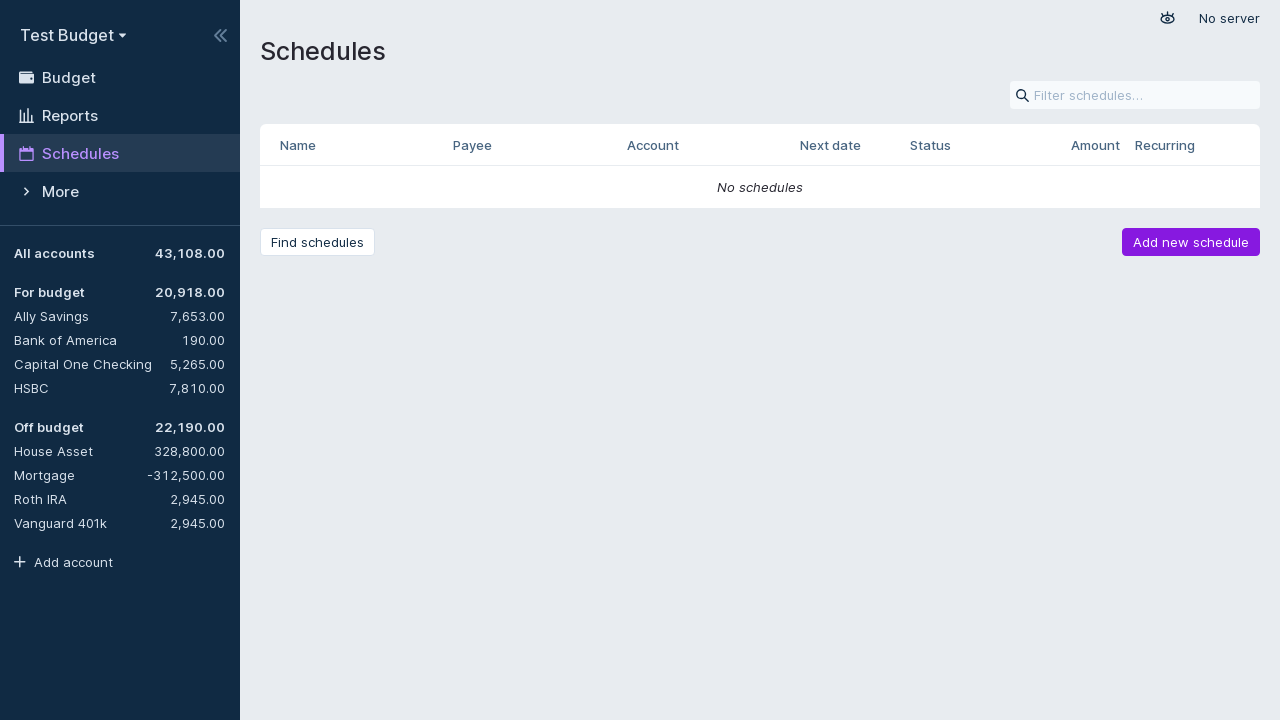 Test Budget
Budget
Reports
Schedules
More
All accounts 43,108.00
For budget 20,918.00
Ally Savings 7,653.00
Bank of America 190.00
Capital One Checking 5,265.00
HSBC 7,810.00
Off budget 22,190.00
House Asset 328,800.00
Mortgage -312,500.00
Roth IRA 2,945.00
Vanguard 401k 2,945.00
Add account
No server
Schedules
Filter schedules…
Name Payee Account Next date Status Amount Recurring
No schedules
Find schedules Add new schedule